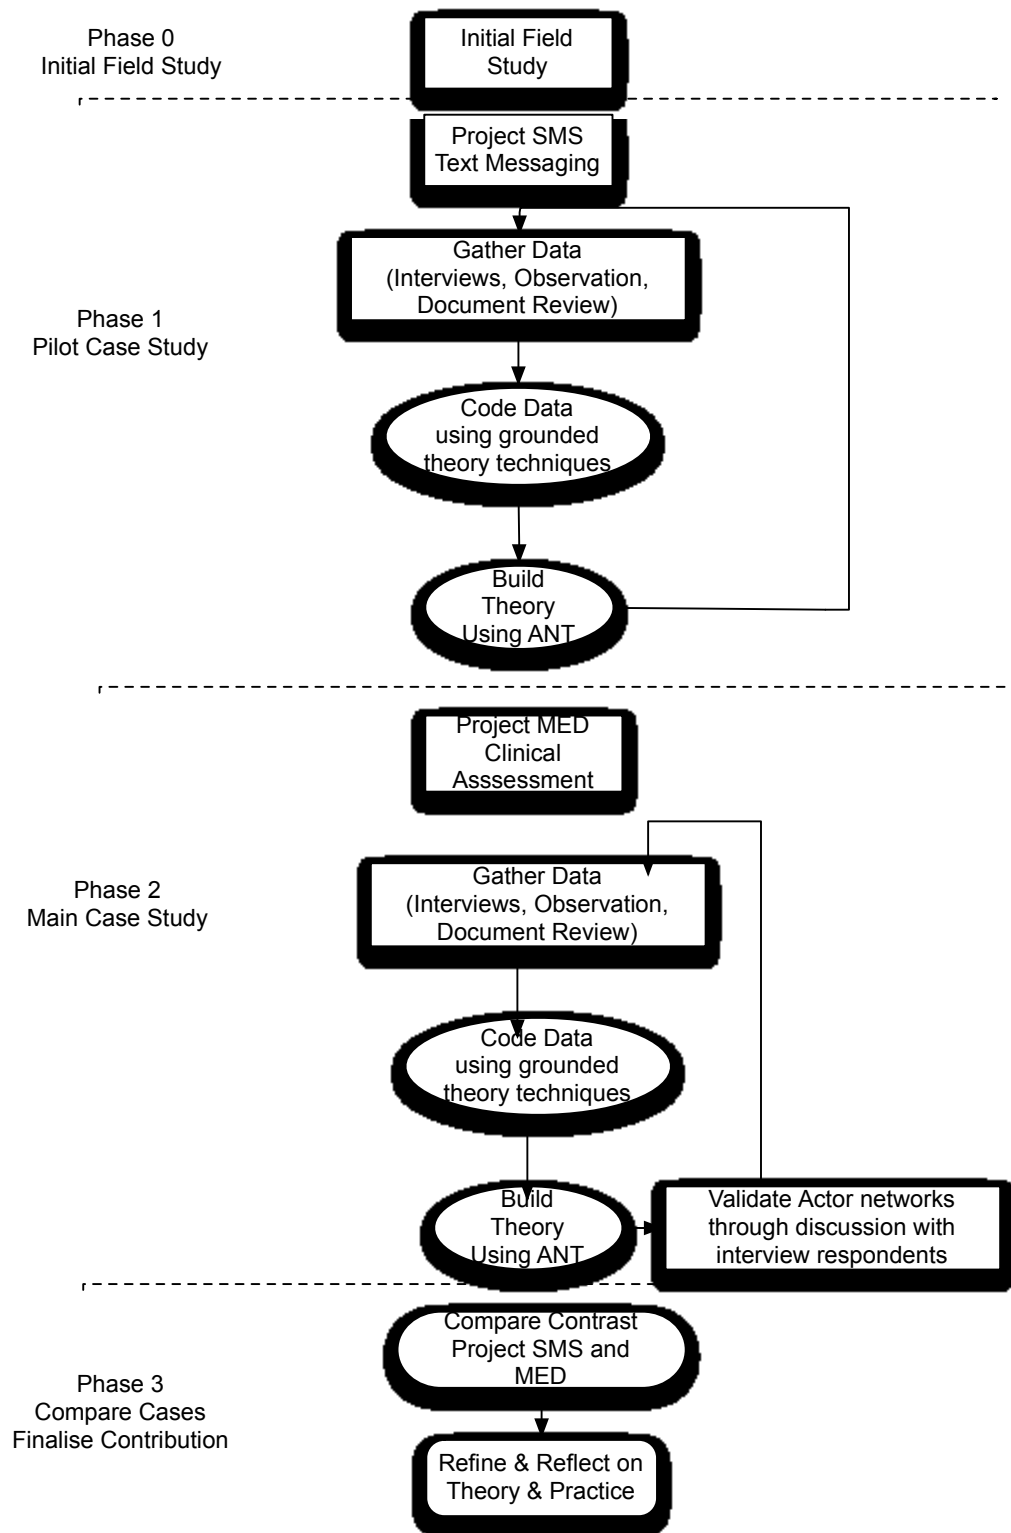 Phase 0
Initial Field Study
Initial Field
Study
Project SMS
Text Messaging
Gather Data
(Interviews, Observation,
Document Review)
Phase 1
Pilot Case Study
Code Data
using grounded
theory techniques
Build
Theory
Using ANT
Project MED
Clinical
Asssessment
Gather Data
(Interviews, Observation,
Document Review)
Phase 2
Main Case Study
Code Data
using grounded
theory techniques
Build
Theory
Using ANT
Validate Actor networks
through discussion with
interview respondents
Compare Contrast
Project SMS and
MED
Phase 3
Compare Cases
Finalise Contribution
Refine & Reflect on
Theory & Practice